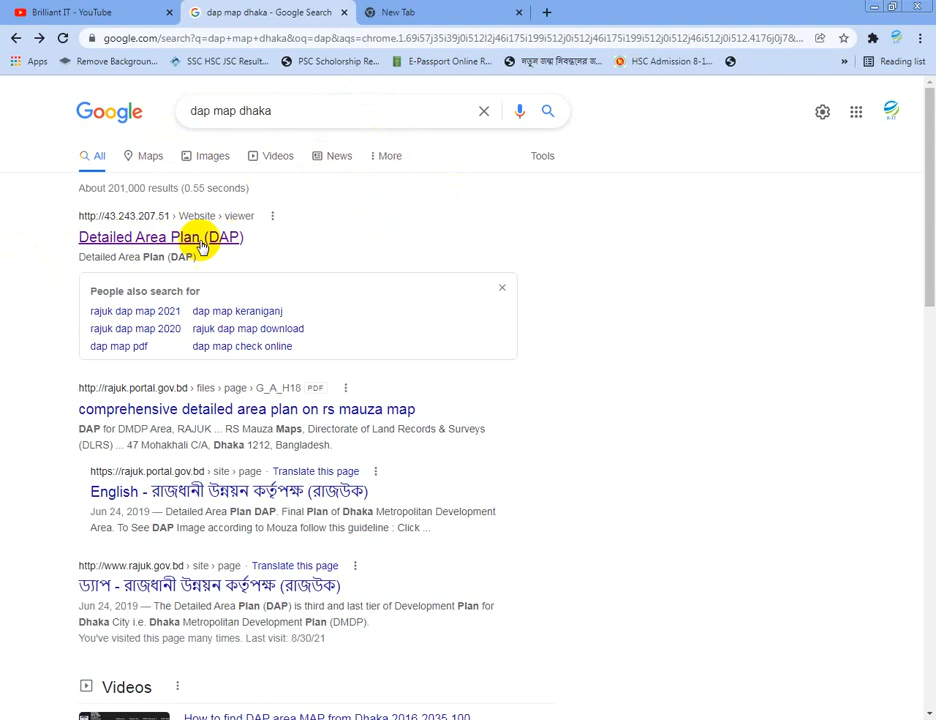 Brilliant IT - YouTube
dap map dhaka - Google Search
New Tab
google.com/search?q=dap+map+dhaka&oq=dap&aqs=chrome.1.69i57j35i39j0i512l2j46i175i199i512j0i512j46i175i199i512j0i512j46i512j0i512.4176j0j7&...
Apps
Remove Backgroun...
SSC HSC JSC Result...
PSC Scholarship Re...
E-Passport Online R...
নতুল জন্ম নিবন্ধনের জ...
HSC Admission 8-1...
»
Reading list
Google
dap map dhaka
All
Maps
Images
Videos
News
More
Tools
About 201,000 results (0.55 seconds)
http://43.243.207.51 › Website › viewer
Detailed Area Plan (DAP)
Detailed Area Plan (DAP)
People also search for
rajuk dap map 2021 dap map keraniganj
rajuk dap map 2020 rajuk dap map download
dap map pdf dap map check online
http://rajuk.portal.gov.bd › files › page › G_A_H18 PDF
comprehensive detailed area plan on rs mauza map
DAP for DMDP Area, RAJUK ... RS Mauza Maps, Directorate of Land Records & Surveys
(DLRS) ... 47 Mohakhali C/A, Dhaka 1212, Bangladesh.
https://rajuk.portal.gov.bd › site › page · Translate this page
English - রাজধানী উন্নয়ন কর্তৃপক্ষ (রাজউক)
Jun 24, 2019 — Detailed Area Plan DAP. Final Plan of Dhaka Metropolitan Development
Area. To See DAP Image according to Mouza follow this guideline : Click ...
http://www.rajuk.gov.bd › site › page · Translate this page
ড্যাপ - রাজধানী উন্নয়ন কর্তৃপক্ষ (রাজউক)
Jun 24, 2019 — The Detailed Area Plan (DAP) is third and last tier of Development Plan for
Dhaka City i.e. Dhaka Metropolitan Development Plan (DMDP).
You've visited this page many times. Last visit: 8/30/21
Videos
How to find DAP area MAP from Dhaka 2016-2035 100